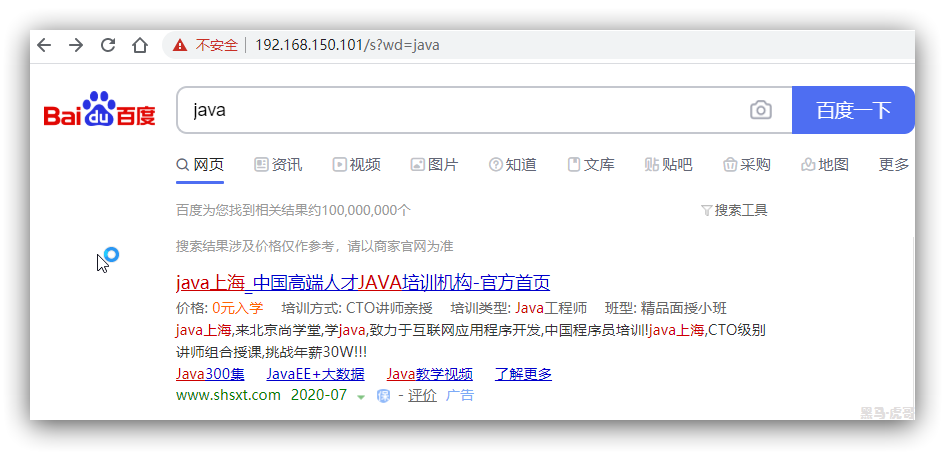 不安全 192.168.150.101/s?wd=java
Bai du 百度 java 百度一下
网页 资讯 视频 图片 知道 文库 贴吧 采购 地图 更多
百度为您找到相关结果约100,000,000个 搜索工具
搜索结果涉及价格仅作参考，请以商家官网为准
java上海_中国高端人才JAVA培训机构-官方首页
价格: 0元入学 培训方式: CTO讲师亲授 培训类型: Java工程师 班型: 精品面授小班
java上海,来北京尚学堂,学java,致力于互联网应用程序开发,中国程序员培训!java上海,CTO级别
讲师组合授课,挑战年薪30W!!!
Java300集 JavaEE+大数据 Java教学视频 了解更多
www.shsxt.com 2020-07 保 - 评价 广告
黑马-虎哥